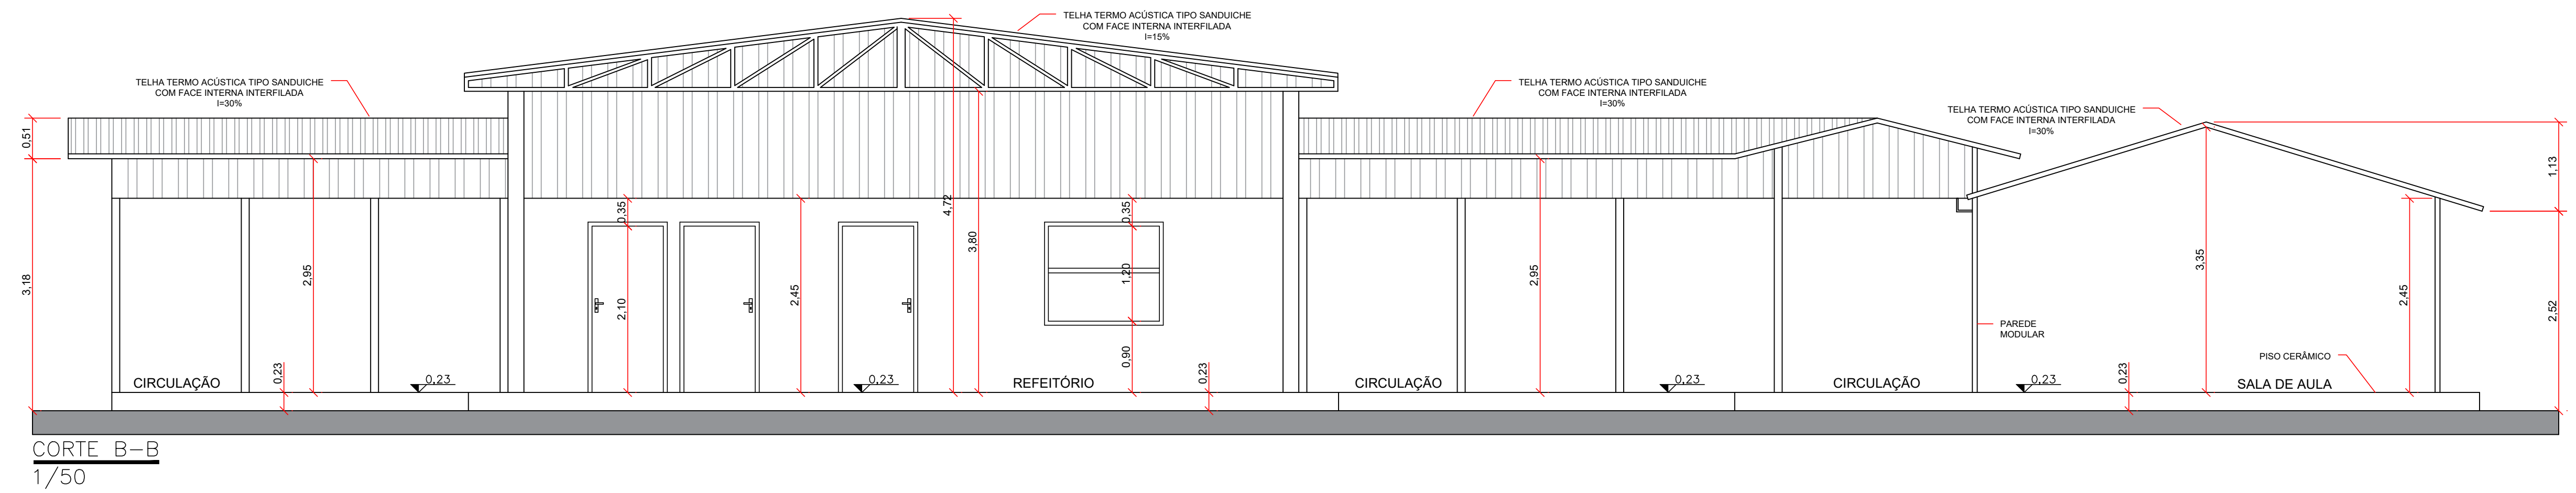 TELHA TERMO ACÚSTICA TIPO SANDUICHE
COM FACE INTERNA INTERFILADA
I=15%
TELHA TERMO ACÚSTICA TIPO SANDUICHE
COM FACE INTERNA INTERFILADA
I=30%
TELHA TERMO ACÚSTICA TIPO SANDUICHE
COM FACE INTERNA INTERFILADA
I=30%
TELHA TERMO ACÚSTICA TIPO SANDUICHE
COM FACE INTERNA INTERFILADA
I=30%
0,51
3,18
2,95
0,23
0,35
2,10
2,45
4,72
3,80
0,35
1,20
0,90
0,23
2,95
3,35
0,23
2,45
1,13
2,52
PAREDE
MODULAR
PISO CERÂMICO
CIRCULAÇÃO
0,23
0,23
REFEITÓRIO
CIRCULAÇÃO
0,23
CIRCULAÇÃO
0,23
SALA DE AULA
CORTE B-B
1/50